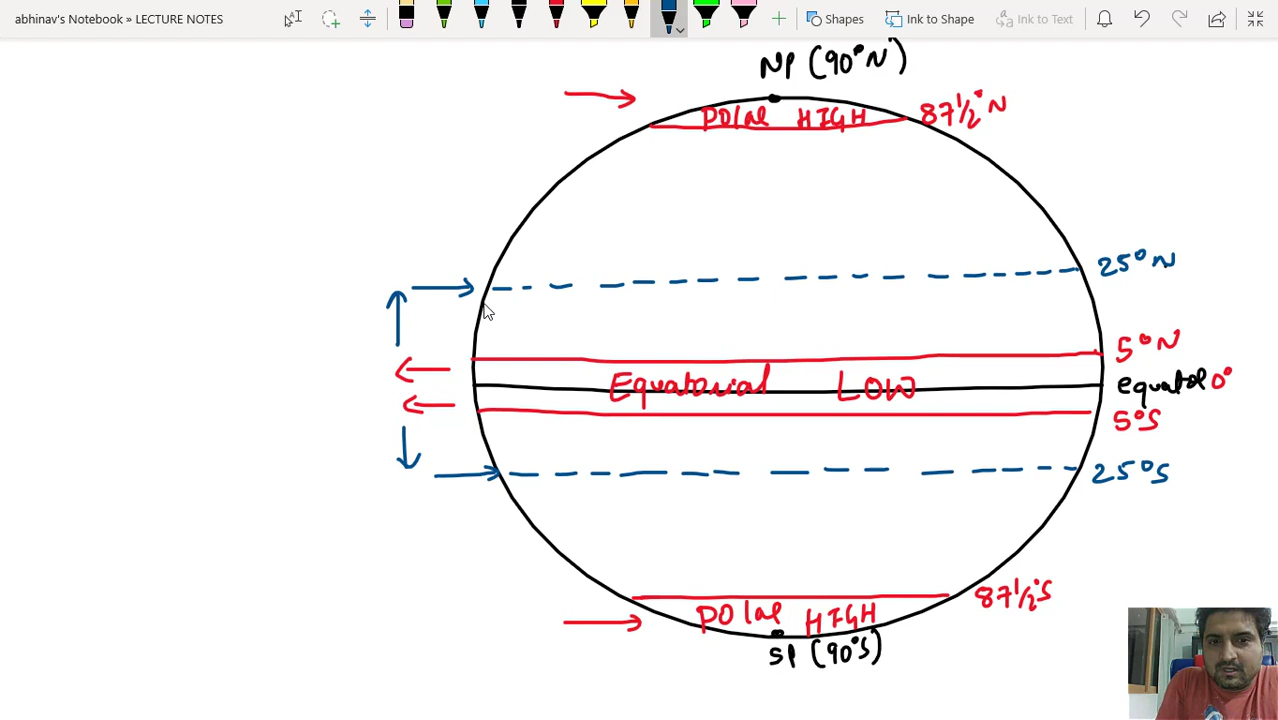 abhinav's Notebook » LECTURE NOTES
Shapes
Ink to Shape
Ink to Text
NP (90°N)
POlar HIGH
87½°N
25°N
5°N
Equatorial LOW
equator 0°
5°S
25°S
87½°S
POlar HIGH
SP (90°S)